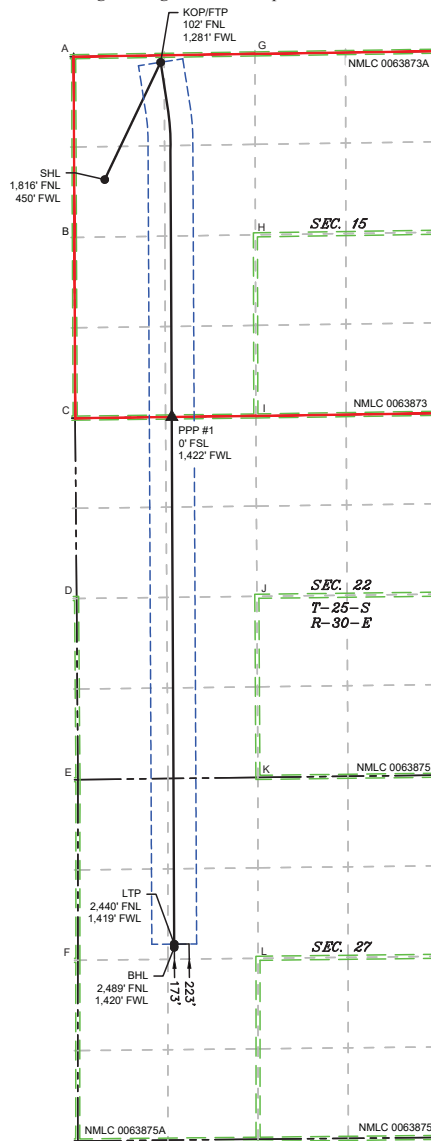 KOP/FTP
102' FNL
1,281' FWL
A
G
NMLC 0063873A
SHL
1,816' FNL
450' FWL
B
H
SEC. 15
C
I
NMLC 0063873
PPP #1
0' FSL
1,422' FWL
D
J
SEC. 22
T-25-S
R-30-E
E
K
NMLC 0063875
LTP
2,440' FNL
1,419' FWL
F
L
SEC. 27
BHL
2,489' FNL
1,420' FWL
173'
223'
NMLC 0063875A
NMLC 0063875